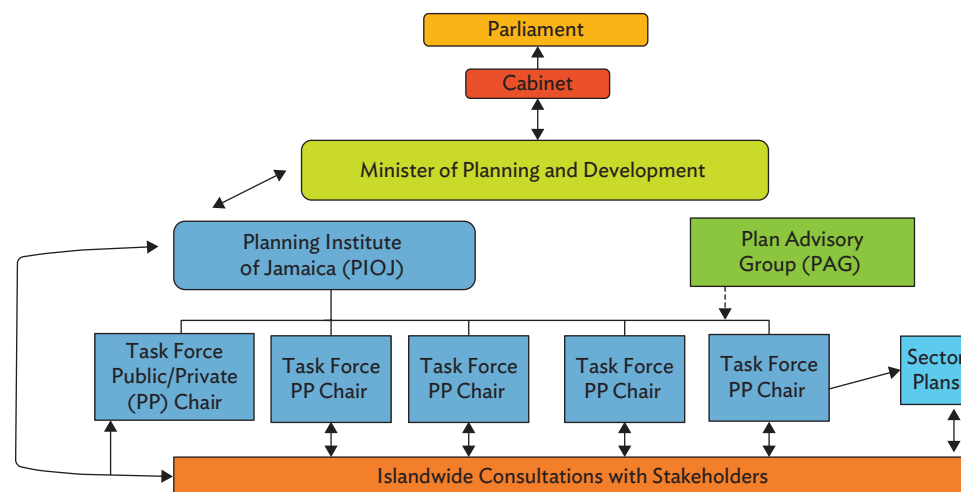 Parliament
Cabinet
Minister of Planning and Development
Planning Institute
of Jamaica (PIOJ)
Plan Advisory
Group (PAG)
Task Force
Public/Private
(PP) Chair
Task Force
PP Chair
Task Force
PP Chair
Task Force
PP Chair
Task Force
PP Chair
Sector
Plans
Islandwide Consultations with Stakeholders